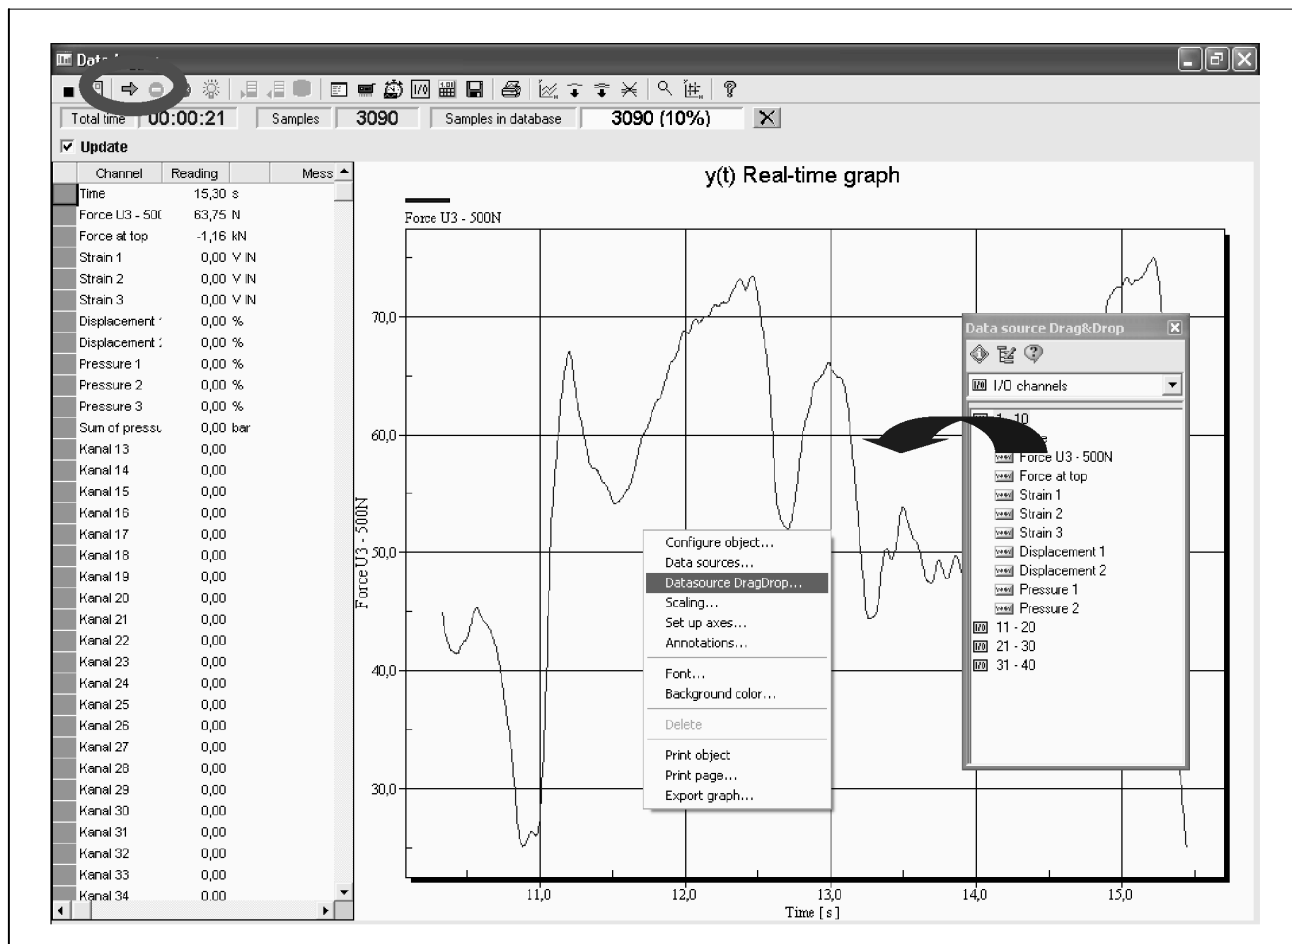 Total time 00:00:21 Samples 3090 Samples in database 3090 (10%)
Update
Channel Reading Mess
Time 15,30 s
Force U3 - 500 63,75 N
Force at top -1,16 kN
Strain 1 0,00 V IN
Strain 2 0,00 V IN
Strain 3 0,00 V IN
Displacement 0,00 %
Displacement 0,00 %
Pressure 1 0,00 %
Pressure 2 0,00 %
Pressure 3 0,00 %
Sum of pressu 0,00 bar
Kanal 13 0,00
Kanal 14 0,00
Kanal 15 0,00
Kanal 16 0,00
Kanal 17 0,00
Kanal 18 0,00
Kanal 19 0,00
Kanal 20 0,00
Kanal 21 0,00
Kanal 22 0,00
Kanal 23 0,00
Kanal 24 0,00
Kanal 25 0,00
Kanal 26 0,00
Kanal 27 0,00
Kanal 28 0,00
Kanal 29 0,00
Kanal 30 0,00
Kanal 31 0,00
Kanal 32 0,00
Kanal 33 0,00
Kanal 34 0,00
y(t) Real-time graph
Force U3 - 500N
Force U3 - 500N
70,0
60,0
50,0
40,0
30,0
11,0 12,0 13,0 14,0 15,0
Time [ s ]
Configure object...
Data sources...
Datasource DragDrop...
Scaling...
Set up axes...
Annotations...
Font...
Background color...
Delete
Print object
Print page...
Export graph...
Data source Drag&Drop
I/O channels
1 - 10
Force U3 - 500N
Force at top
Strain 1
Strain 2
Strain 3
Displacement 1
Displacement 2
Pressure 1
Pressure 2
11 - 20
21 - 30
31 - 40